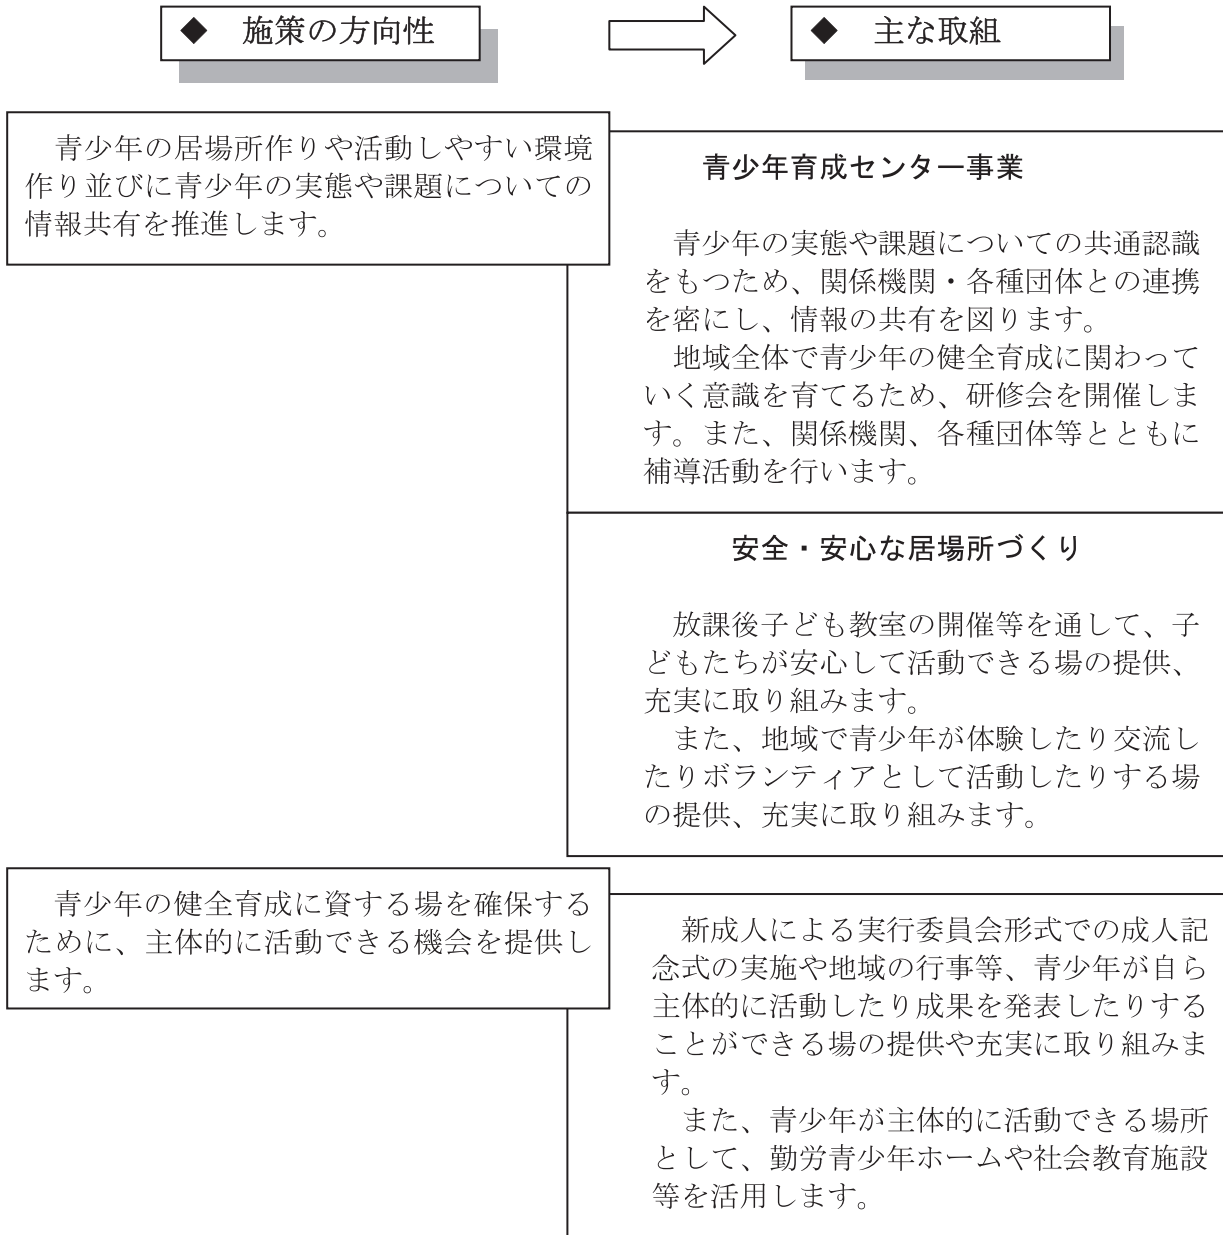 ◆ 施策の方向性
◆ 主な取組
青少年の居場所作りや活動しやすい環境
作り並びに青少年の実態や課題についての
情報共有を推進します。
青少年育成センター事業
青少年の実態や課題についての共通認識
をもつため、関係機関・各種団体との連携
を密にし、情報の共有を図ります。
地域全体で青少年の健全育成に関わって
いく意識を育てるため、研修会を開催しま
す。また、関係機関、各種団体等とともに
補導活動を行います。
安全・安心な居場所づくり
放課後子ども教室の開催等を通して、子
どもたちが安心して活動できる場の提供、
充実に取り組みます。
また、地域で青少年が体験したり交流し
たりボランティアとして活動したりする場
の提供、充実に取り組みます。
青少年の健全育成に資する場を確保する
ために、主体的に活動できる機会を提供し
ます。
新成人による実行委員会形式での成人記
念式の実施や地域の行事等、青少年が自ら
主体的に活動したり成果を発表したりする
ことができる場の提供や充実に取り組みま
す。
また、青少年が主体的に活動できる場所
として、勤労青少年ホームや社会教育施設
等を活用します。